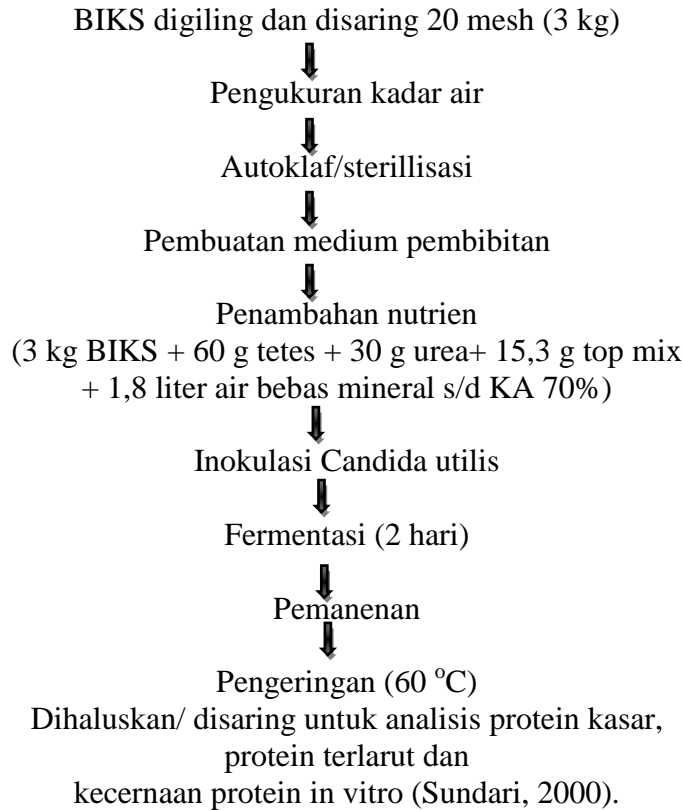 BIKS digiling dan disaring 20 mesh (3 kg)
Pengukuran kadar air
Autoklaf/sterillisasi
Pembuatan medium pembibitan
Penambahan nutrien
(3 kg BIKS + 60 g tetes + 30 g urea+ 15,3 g top mix
+ 1,8 liter air bebas mineral s/d KA 70%)
Inokulasi Candida utilis
Fermentasi (2 hari)
Pemanenan
Pengeringan (60 °C)
Dihaluskan/ disaring untuk analisis protein kasar,
protein terlarut dan
kecernaan protein in vitro (Sundari, 2000).